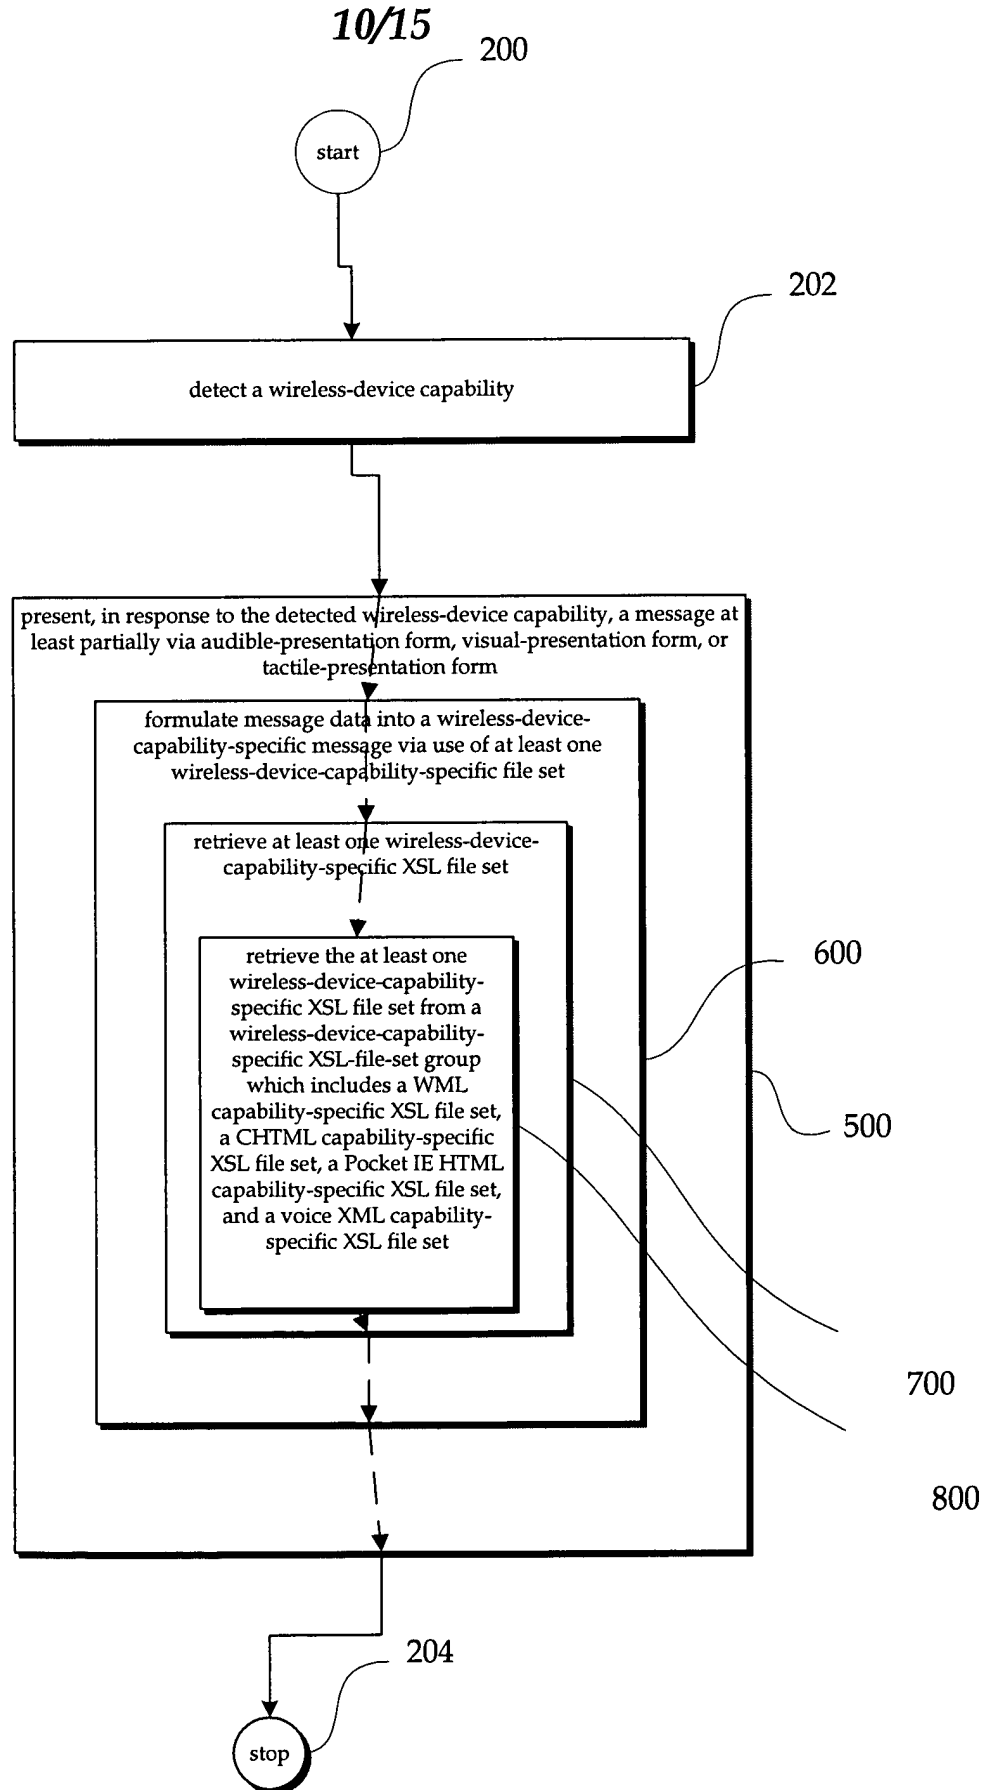 10/15
200
start
202
detect a wireless-device capability
present, in response to the detected wireless-device capability, a message at
least partially via audible-presentation form, visual-presentation form, or
tactile-presentation form
formulate message data into a wireless-device-
capability-specific message via use of at least one
wireless-device-capability-specific file set
retrieve at least one wireless-device-
capability-specific XSL file set
retrieve the at least one
wireless-device-capability-
specific XSL file set from a
wireless-device-capability-
specific XSL-file-set group
which includes a WML
capability-specific XSL file set,
a CHTML capability-specific
XSL file set, a Pocket IE HTML
capability-specific XSL file set,
and a voice XML capability-
specific XSL file set
600
500
700
800
204
stop